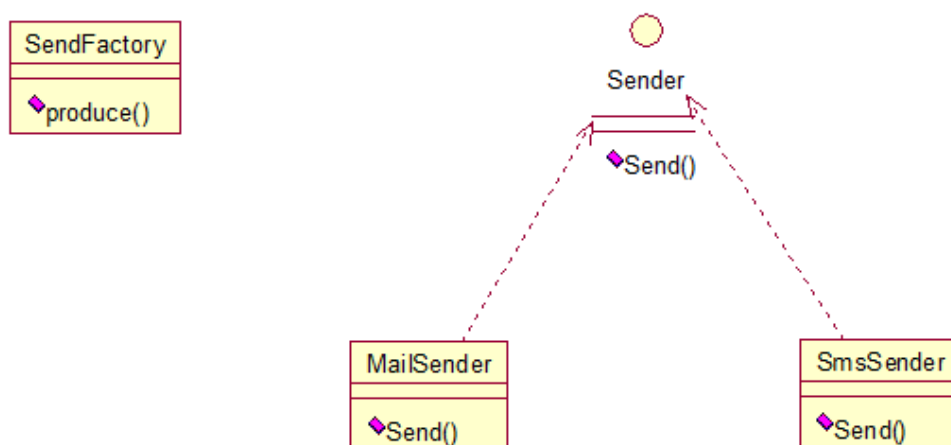 SendFactory
produce()
Sender
Send()
MailSender
Send()
SmsSender
Send()